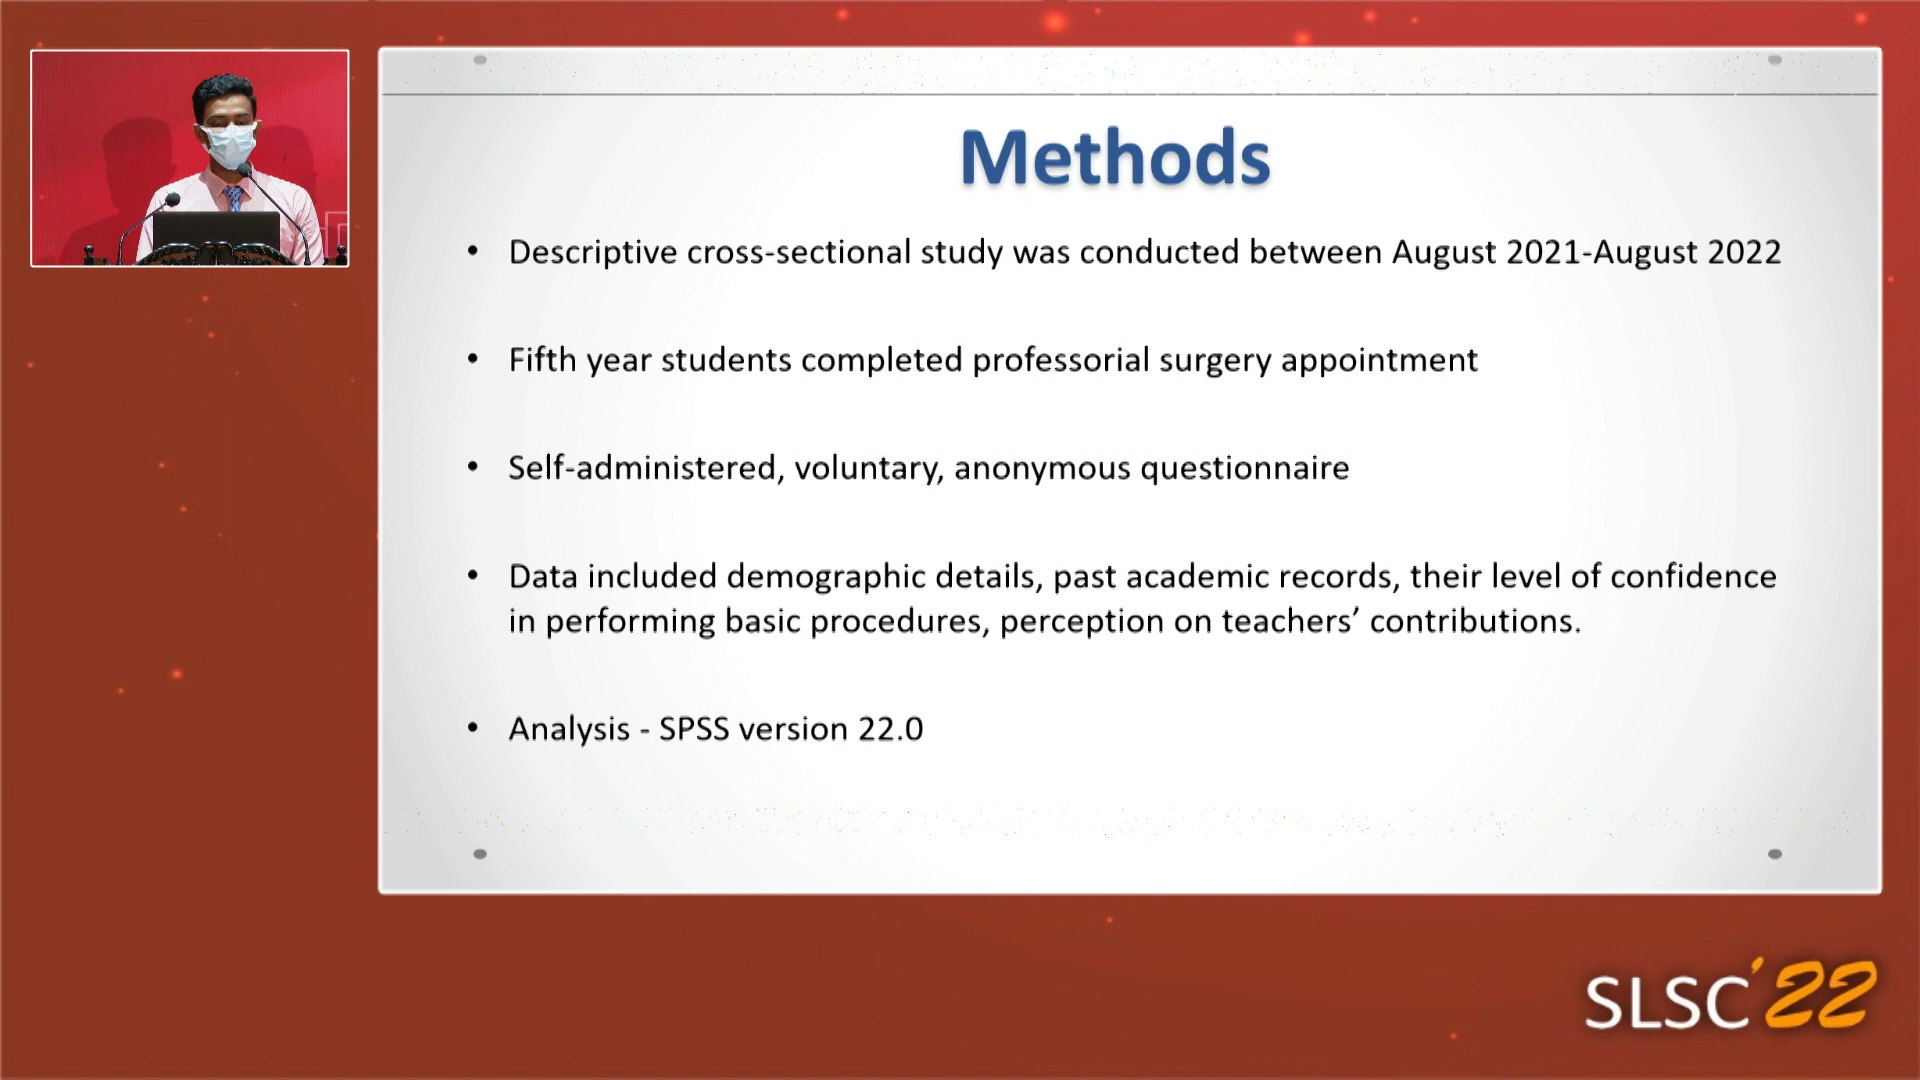 Methods
• Descriptive cross-sectional study was conducted between August 2021-August 2022
• Fifth year students completed professorial surgery appointment
• Self-administered, voluntary, anonymous questionnaire
• Data included demographic details, past academic records, their level of confidence
in performing basic procedures, perception on teachers’ contributions.
• Analysis - SPSS version 22.0
SLSC’22